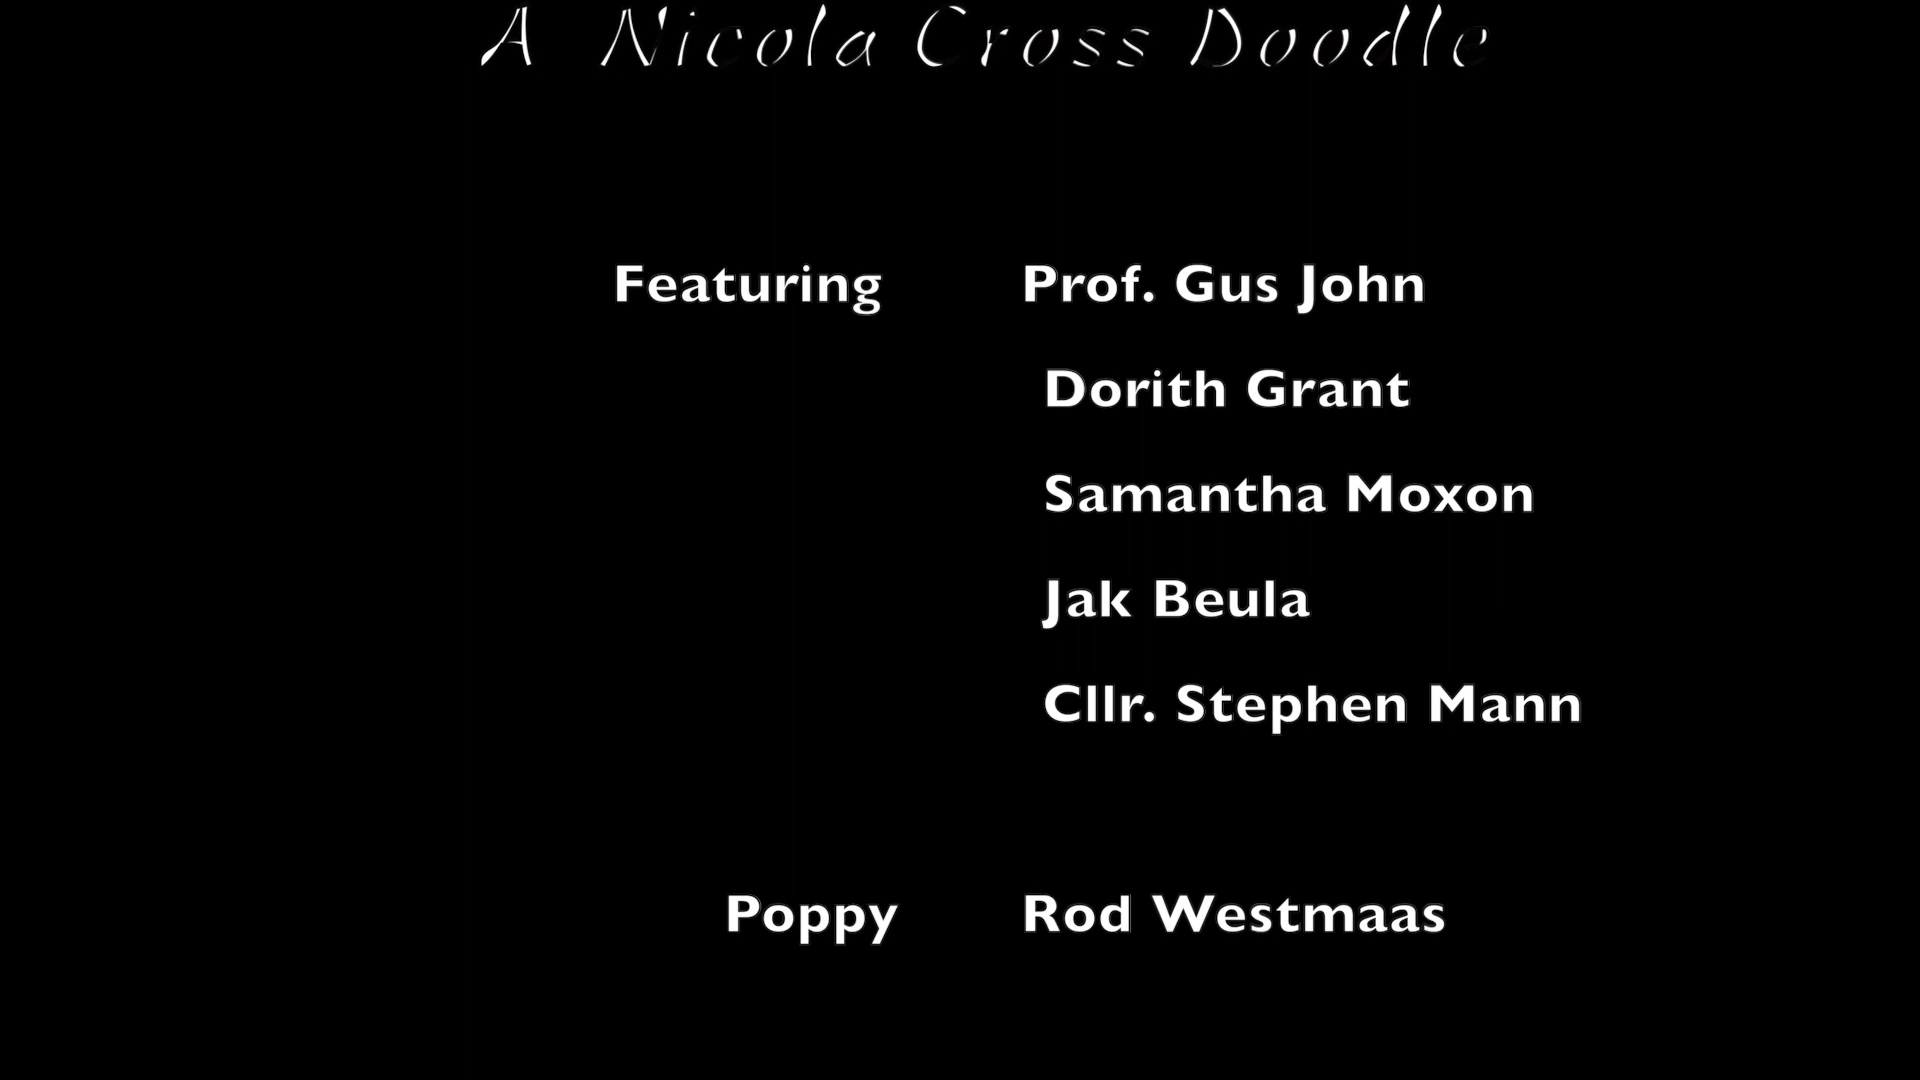 A Nicola Cross Doodle
Featuring Prof. Gus John
Dorith Grant
Samantha Moxon
Jak Beula
Cllr. Stephen Mann
Poppy Rod Westmaas